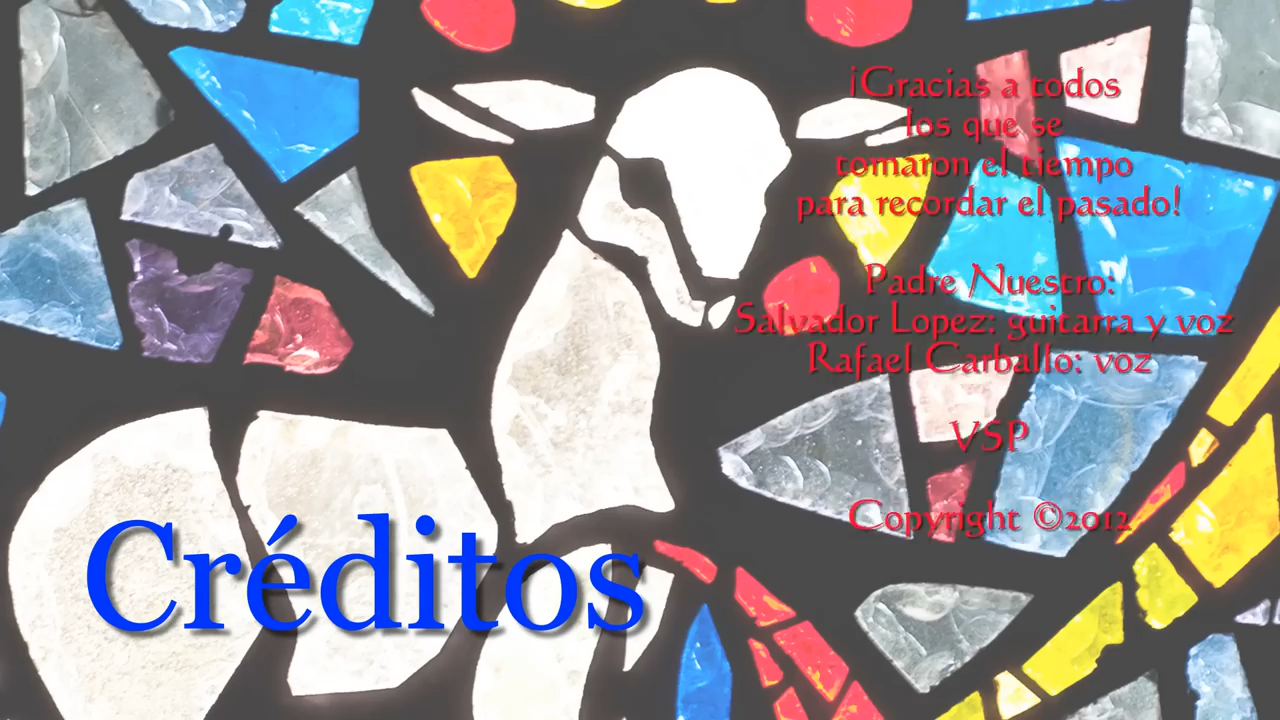 ¡Gracias a todos
los que se
tomaron el tiempo
para recordar el pasado!
Padre Nuestro:
Salvador Lopez: guitarra y voz
Rafael Carballo: voz
VSP
Copyright ©2012
Créditos